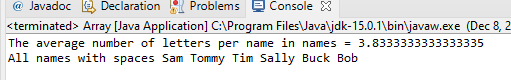 @ Javadoc Declaration Problems Console
<terminated> Array [Java Application] C:\Program Files\Java\jdk-15.0.1\bin\javaw.exe (Dec 8, 2
The average number of letters per name in names = 3.8333333333333335
All names with spaces Sam Tommy Tim Sally Buck Bob